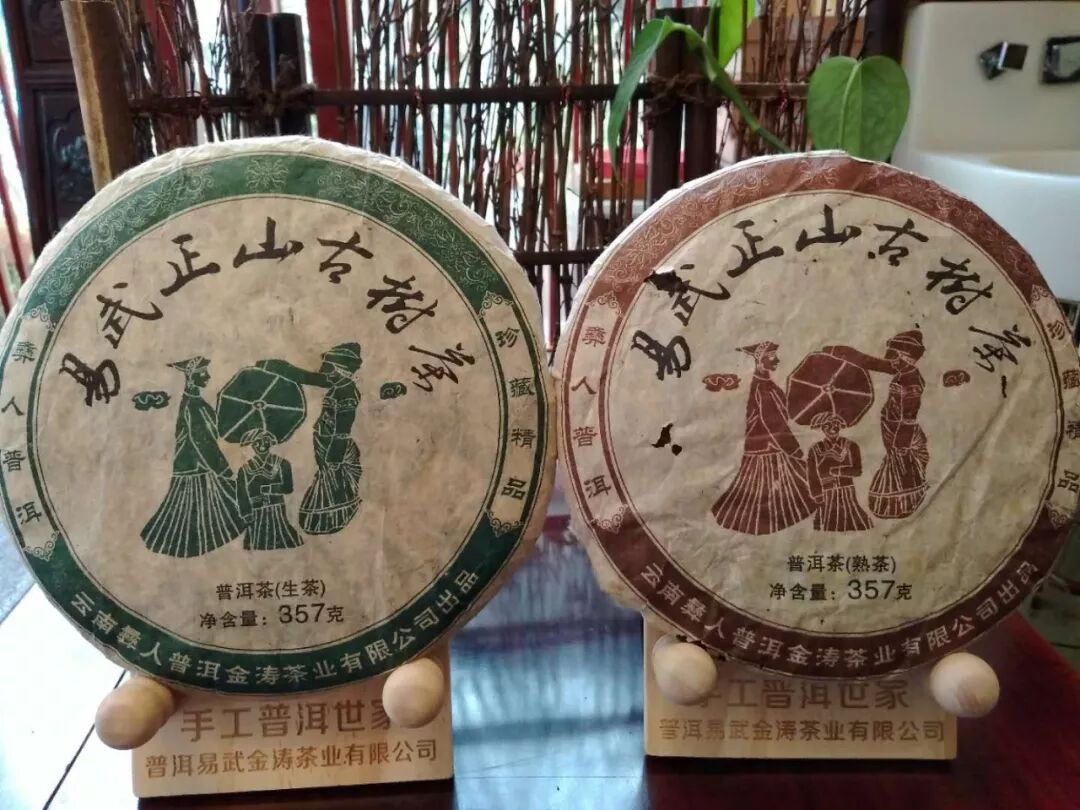 易武正山古樹茶
彝人普洱
珍藏精品
普洱茶(生茶)
净含量：357克
云南彝人普洱金涛茶业有限公司出品
手工普洱世家
普洱易武金涛茶业有限公司
易武正山古樹茶
彝人普洱
珍藏
普洱茶(熟茶)
净含量：357克
云南彝人普洱金涛茶业有限公司出品
手工普洱世家
普洱易武金涛茶业有限公司